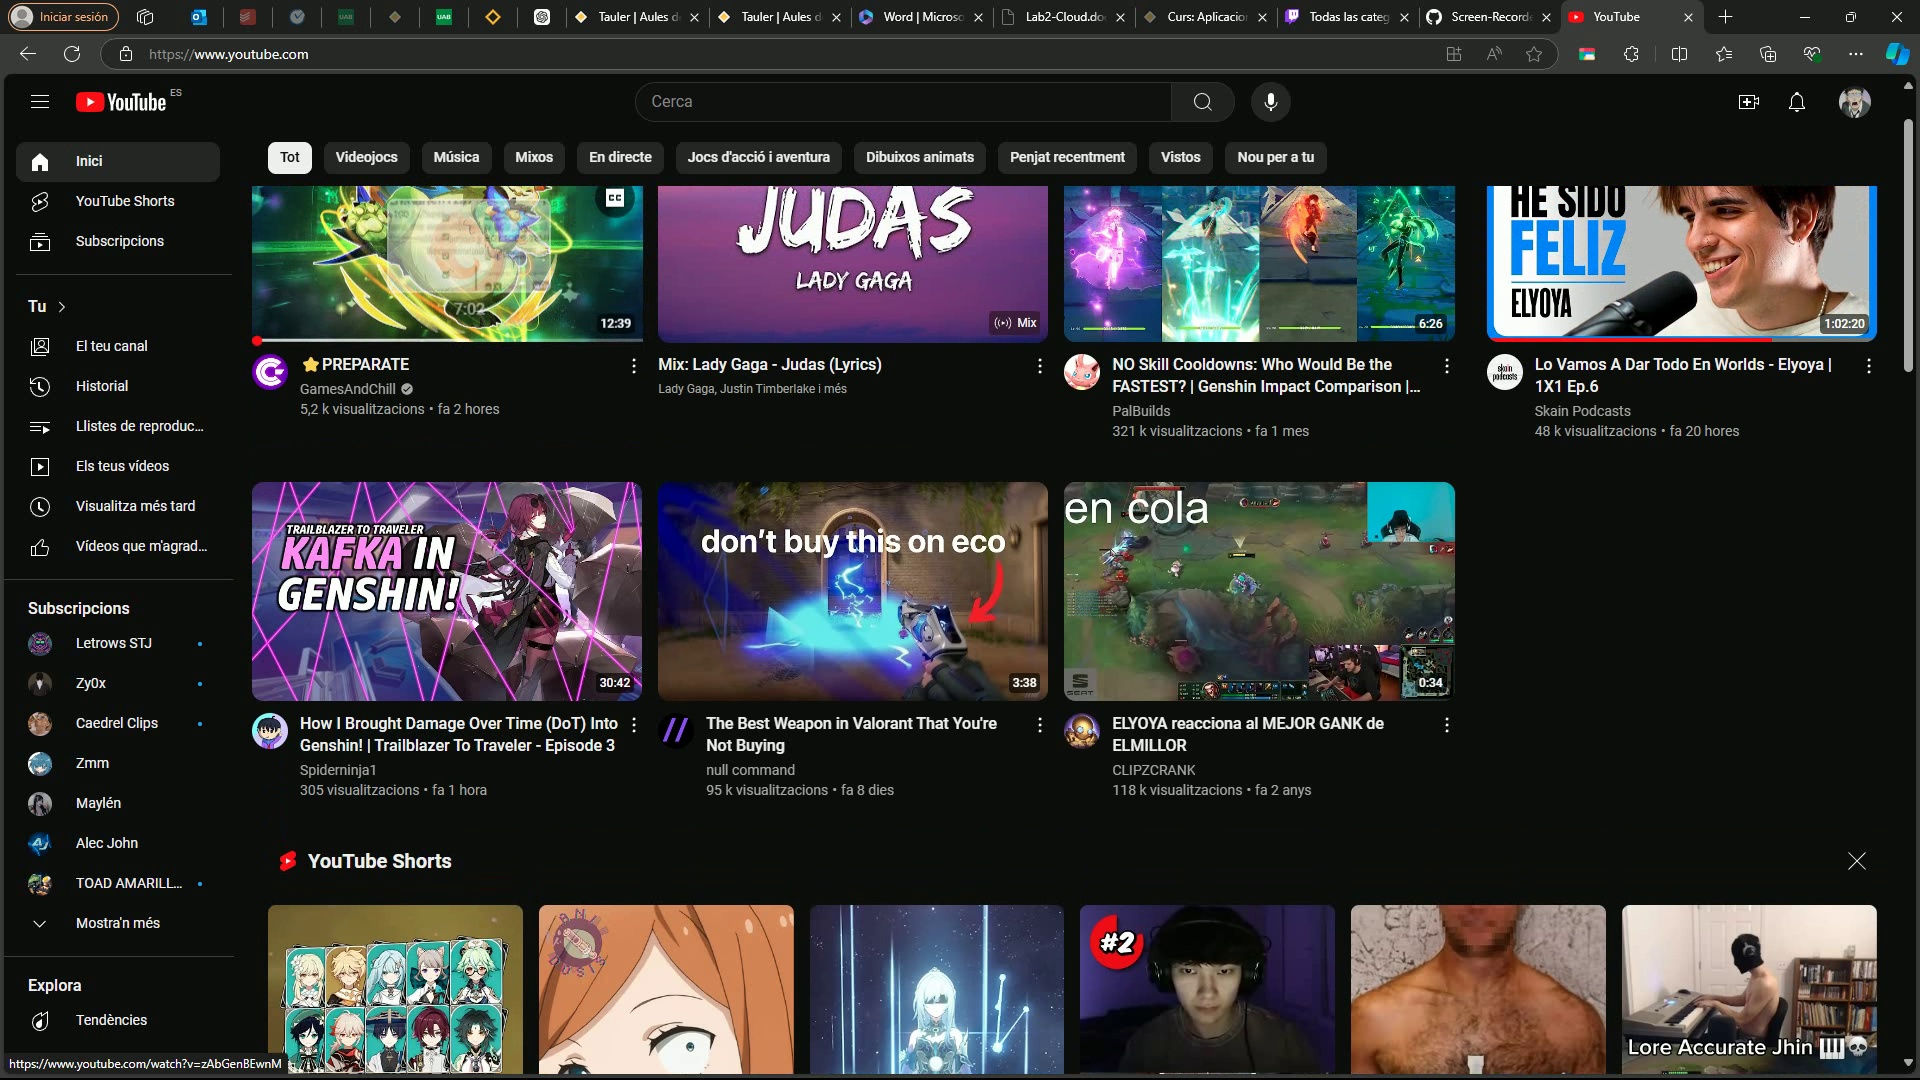 Iniciar sesión
Tauler | Aules d
Tauler | Aules d
Word | Microso
Lab2-Cloud.do
Curs: Aplicacio
Todas las categ
Screen-Recorde
YouTube
https://www.youtube.com
YouTube ES
Cerca
Tot
Videojocs
Música
Mixos
En directe
Jocs d'acció i aventura
Dibuixos animats
Penjat recentment
Vistos
Nou per a tu
Inici
YouTube Shorts
Subscripcions
Tu
El teu canal
Historial
Llistes de reproduc...
Els teus vídeos
Visualitza més tard
Vídeos que m'agrad...
Subscripcions
Letrows STJ
Zy0x
Caedrel Clips
Zmm
Maylén
Alec John
TOAD AMARILL...
Mostra'n més
Explora
Tendències
https://www.youtube.com/watch?v=zAbGenBEwnM
CC
7:02
12:39
PREPARATE
GamesAndChill
5,2 k visualitzacions • fa 2 hores
JUDAS
LADY GAGA
Mix
Mix: Lady Gaga - Judas (Lyrics)
Lady Gaga, Justin Timberlake i més
6:26
NO Skill Cooldowns: Who Would Be the
FASTEST? | Genshin Impact Comparison |...
PalBuilds
321 k visualitzacions • fa 1 mes
HE SIDO
FELIZ
ELYOYA
1:02:20
skain
podcasts
Lo Vamos A Dar Todo En Worlds - Elyoya |
1X1 Ep.6
Skain Podcasts
48 k visualitzacions • fa 20 hores
TRAILBLAZER TO TRAVELER
KAFKA IN
GENSHIN!
30:42
How I Brought Damage Over Time (DoT) Into
Genshin! | Trailblazer To Traveler - Episode 3
Spiderninja1
305 visualitzacions • fa 1 hora
don't buy this on eco
3:38
The Best Weapon in Valorant That You're
Not Buying
null command
95 k visualitzacions • fa 8 dies
en cola
SEAT
0:34
ELYOYA reacciona al MEJOR GANK de
ELMILLOR
CLIPZCRANK
118 k visualitzacions • fa 2 anys
YouTube Shorts
#2
Lore Accurate Jhin